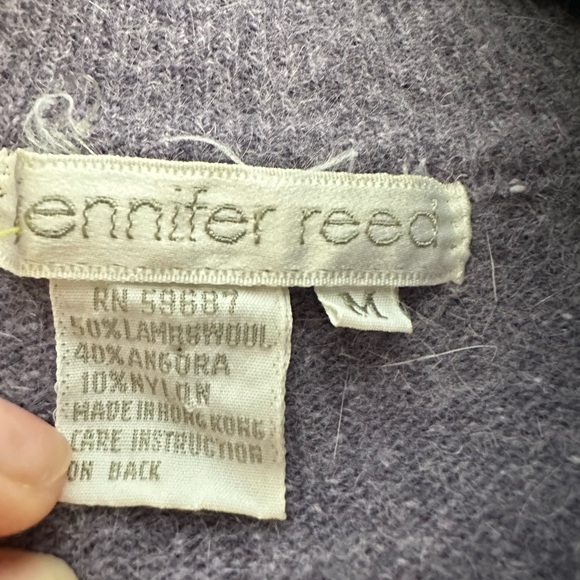 jennifer reed
M
RN 59687
50% LAMBSWOOL
40% ANGORA
10% NYLON
MADE IN HONG KONG
CARE INSTRUCTION
ON BACK